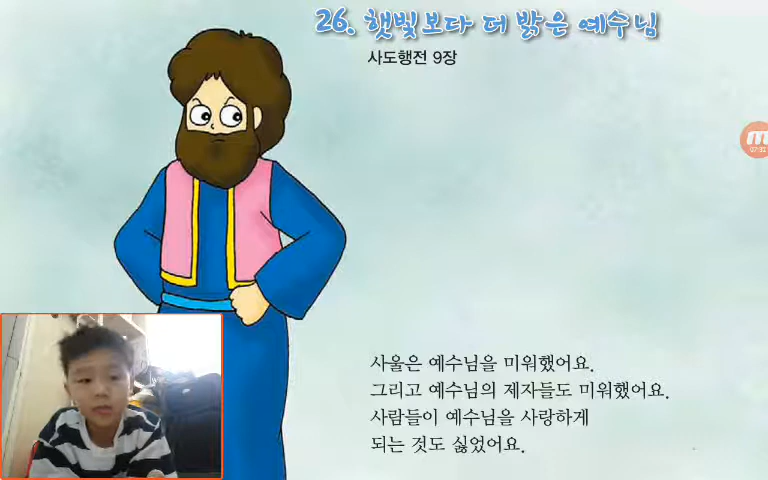 26. 햇빛보다 더 밝은 예수님
사도행전 9장
사울은 예수님을 미워했어요.
그리고 예수님의 제자들도 미워했어요.
사람들이 예수님을 사랑하게
되는 것도 싫었어요.